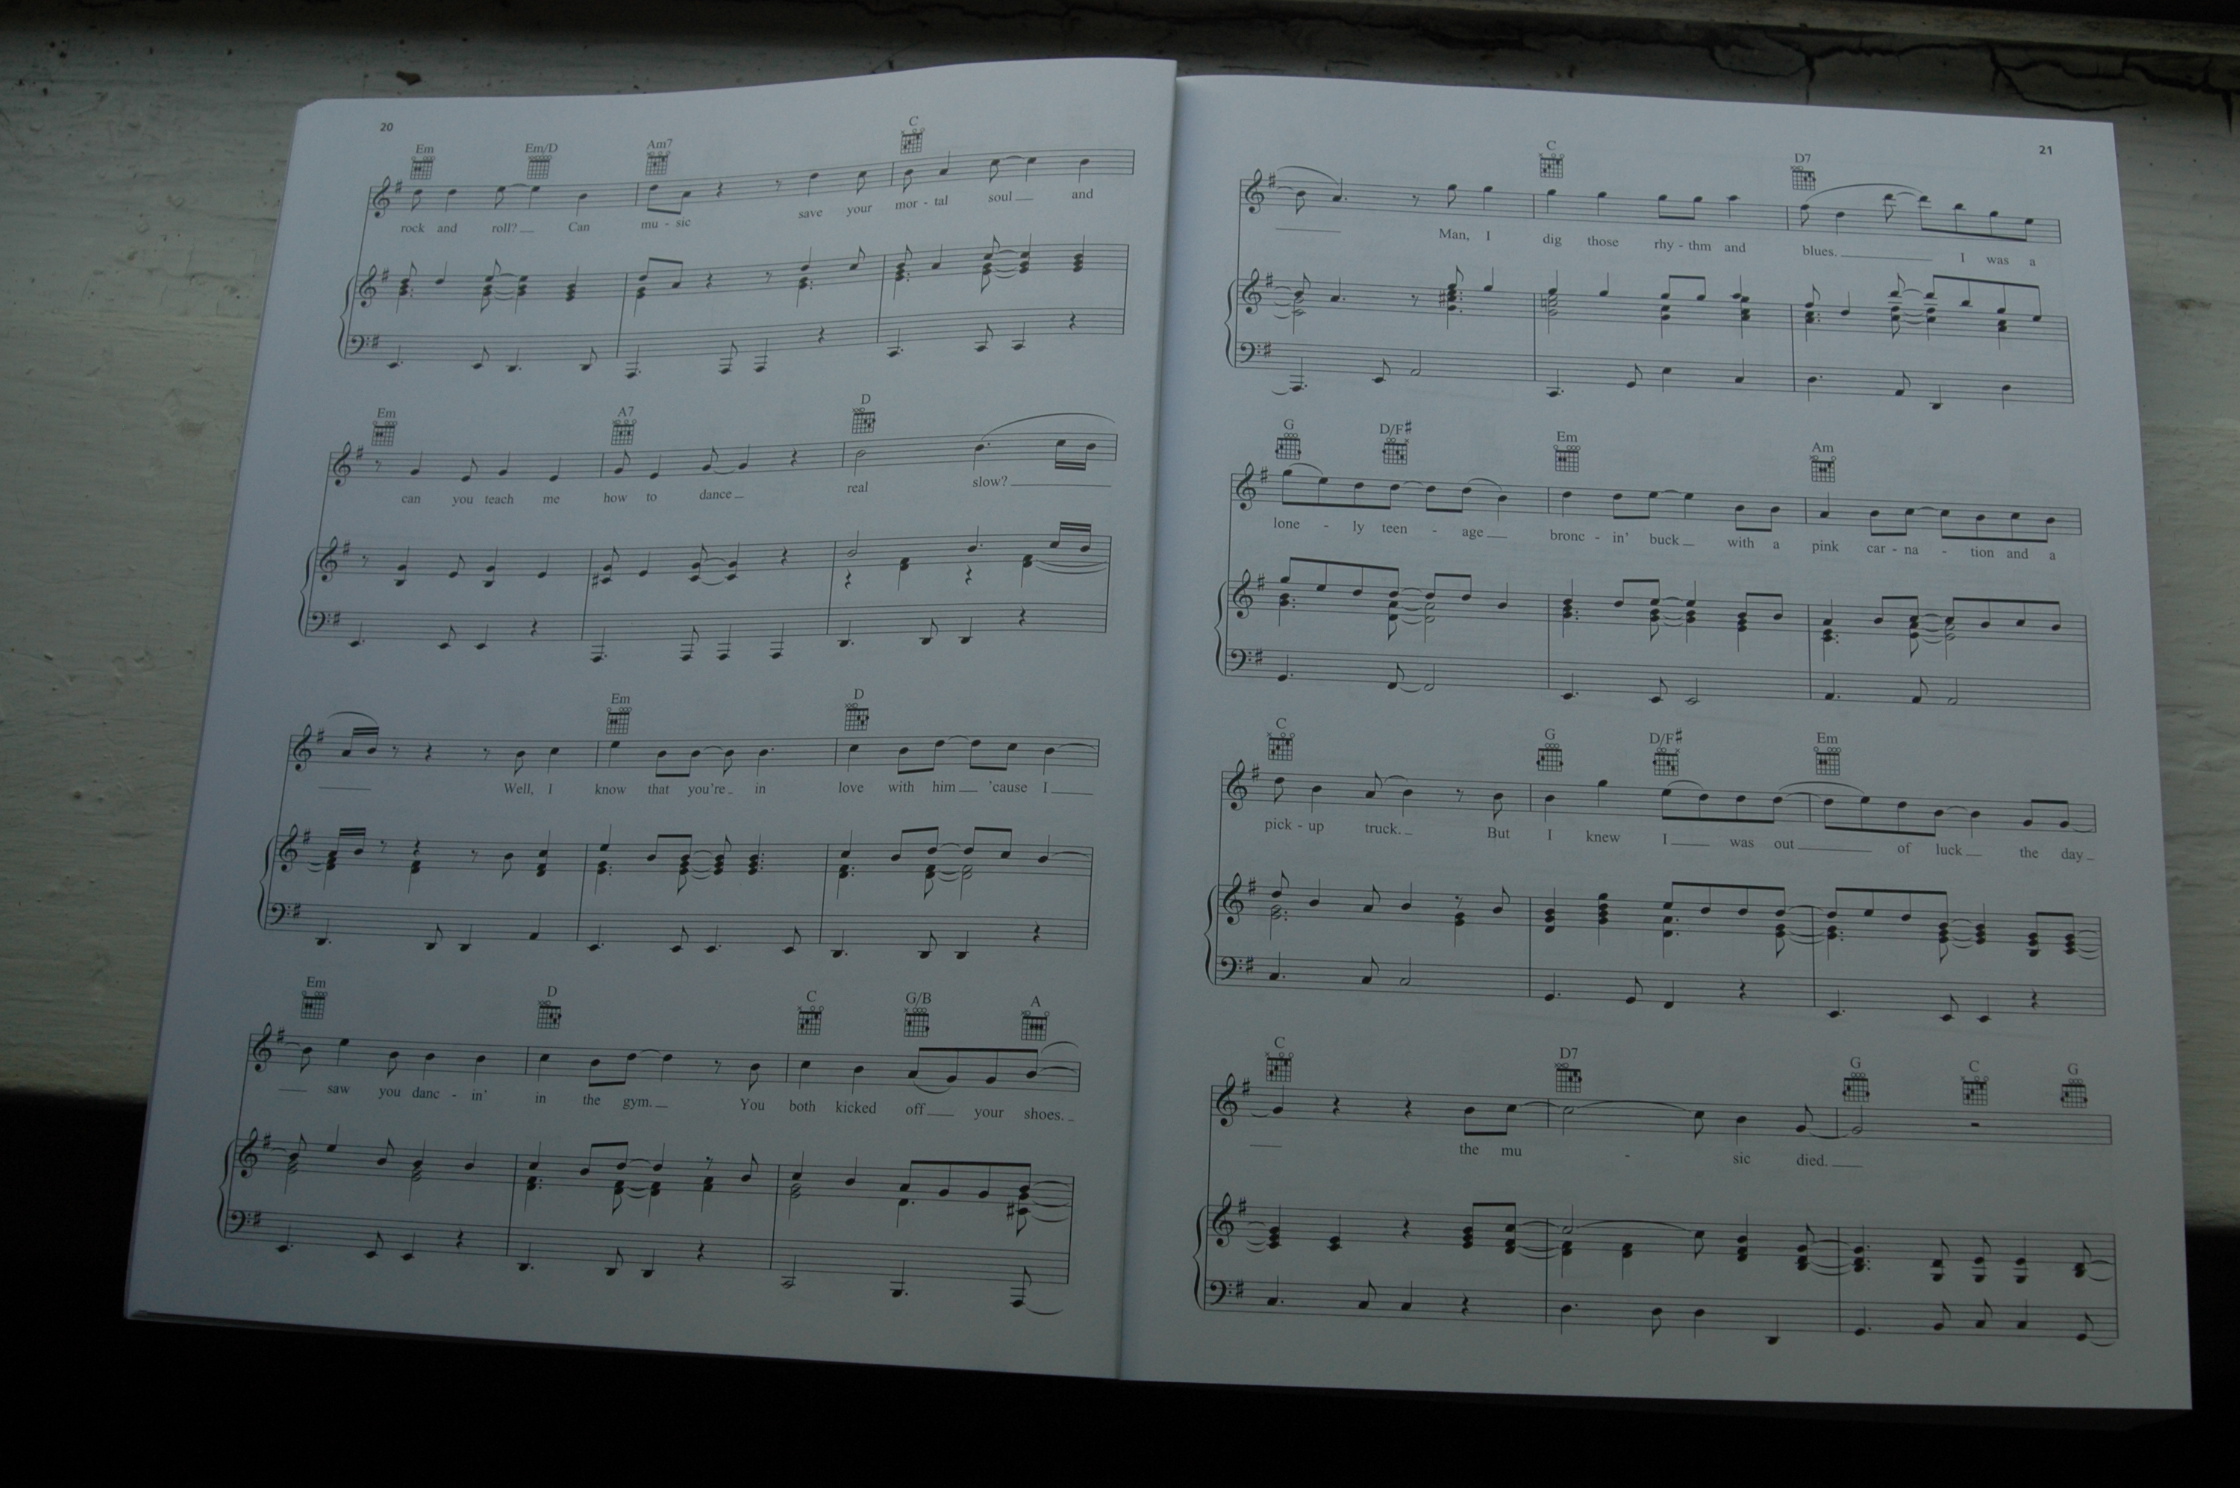 20
Em Em/D Am7 C
rock and roll? Can mu - sic save your mor - tal soul and
Em A7 D
can you teach me how to dance real slow?
Em D
Well, I know that you're in love with him 'cause I
Em D C G/B A
saw you danc - in' in the gym. You both kicked off your shoes.
21
C D7
Man, I dig those rhy - thm and blues. I was a
G D/F# Em Am
lone - ly teen - age bronc - in' buck with a pink car - na - tion and a
C G D/F# Em
pick - up truck. But I knew I was out of luck the day
C D7 G C G
the mu - sic died.